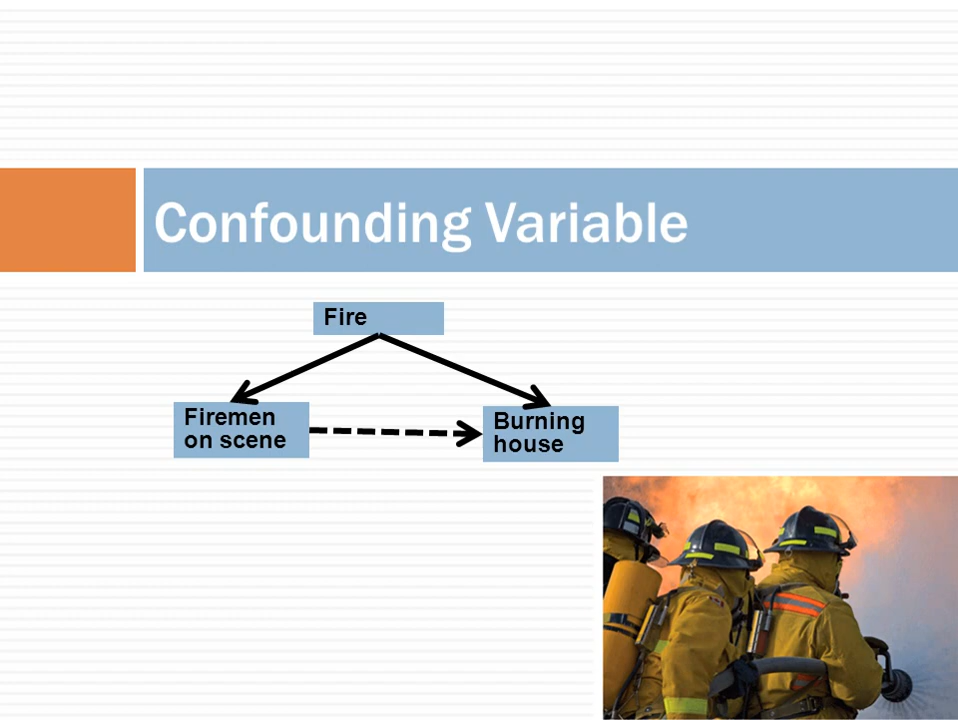 Confounding Variable
Fire
Firemen
on scene
Burning
house